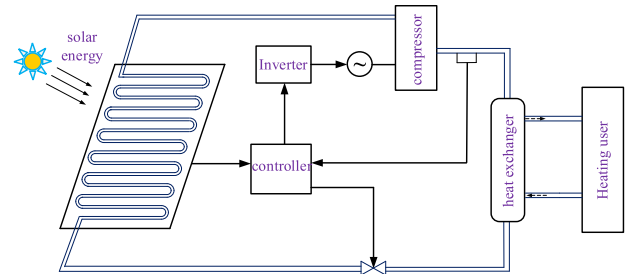 solar
energy
Inverter
~
compressor
controller
heat exchanger
Heating user